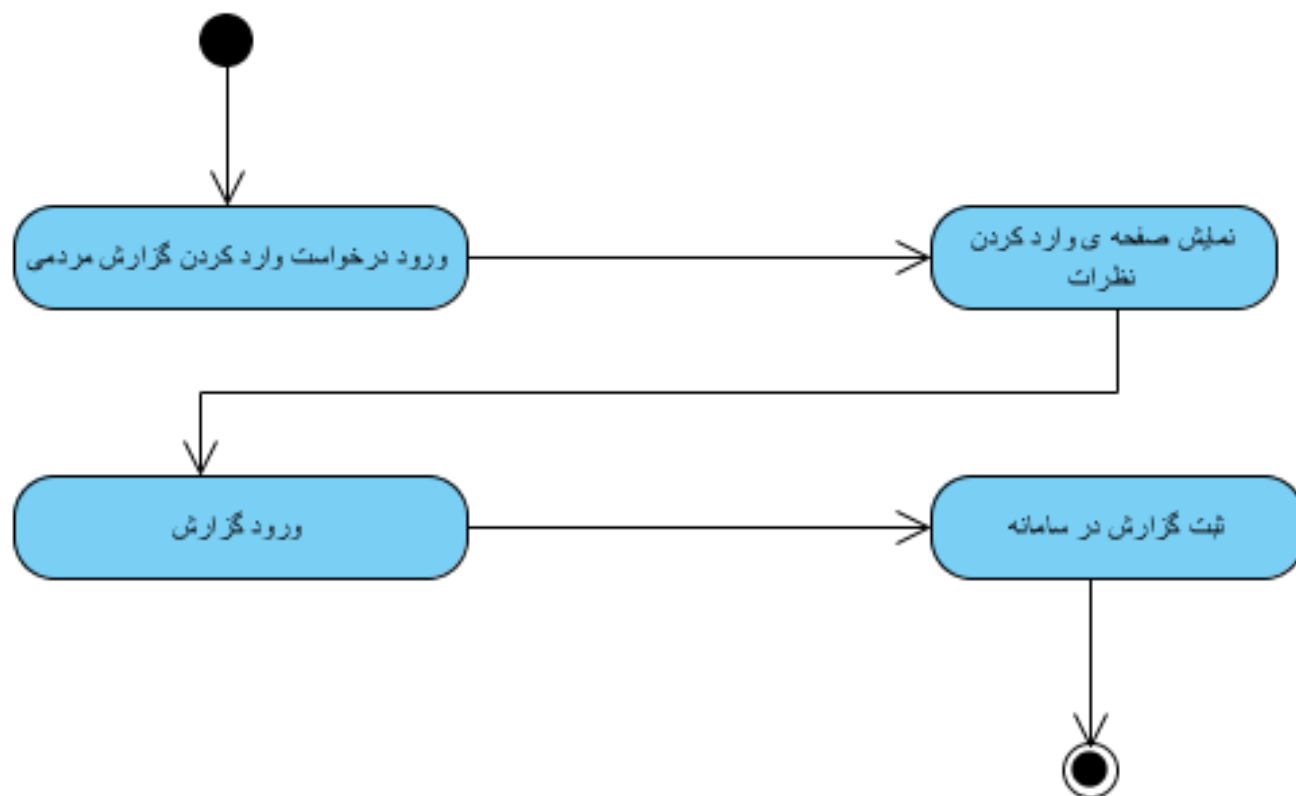 ورود درخواست وارد کردن گزارش مردمی
نمایش صفحه ی وارد کردن
نظرات
ورود گزارش
ثبت گزارش در سامانه